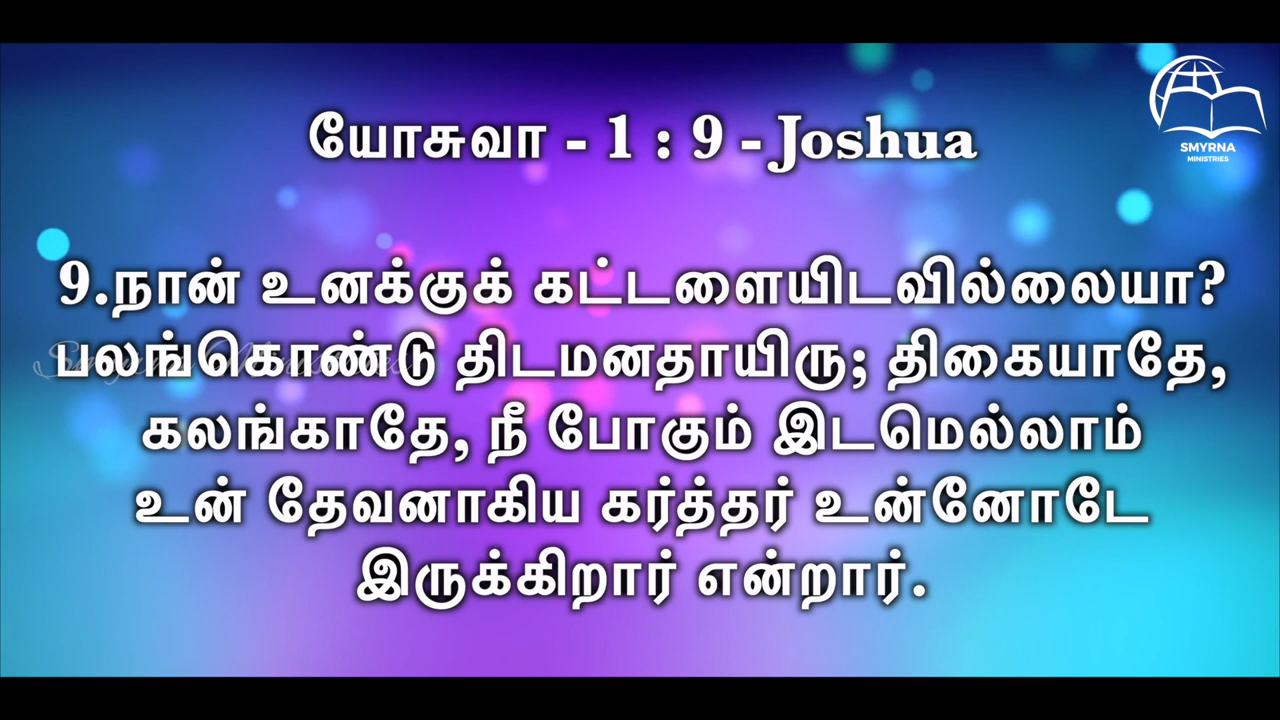 யோசுவா - 1 : 9 - Joshua
SMYRNA
MINISTRIES
9.நான் உனக்குக் கட்டளையிடவில்லையா?
பலங்கொண்டு திடமனதாயிரு; திகையாதே,
கலங்காதே, நீ போகும் இடமெல்லாம்
உன் தேவனாகிய கர்த்தர் உன்னோடே
இருக்கிறார் என்றார்.